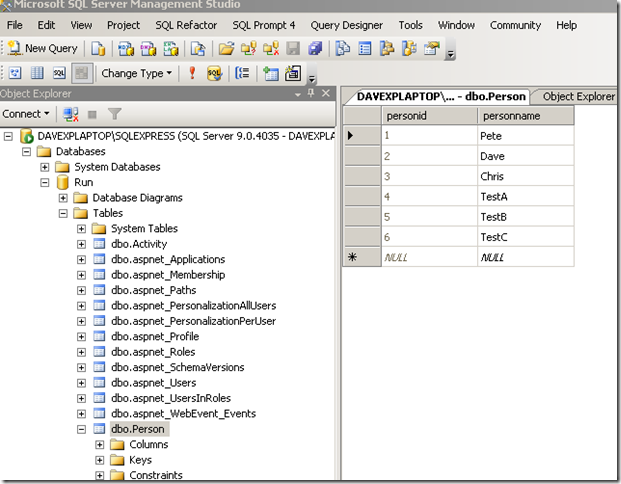 Microsoft SQL Server Management Studio
File Edit View Project SQL Refactor SQL Prompt 4 Query Designer Tools Window Community Help
New Query
Change Type
Object Explorer
Connect
DAVEXPLAPTOP\SQLEXPRESS (SQL Server 9.0.4035 - DAVEXPLA
Databases
System Databases
Run
Database Diagrams
Tables
System Tables
dbo.Activity
dbo.aspnet_Applications
dbo.aspnet_Membership
dbo.aspnet_Paths
dbo.aspnet_PersonalizationAllUsers
dbo.aspnet_PersonalizationPerUser
dbo.aspnet_Profile
dbo.aspnet_Roles
dbo.aspnet_SchemaVersions
dbo.aspnet_Users
dbo.aspnet_UsersInRoles
dbo.aspnet_WebEvent_Events
dbo.Person
Columns
Keys
Constraints
DAVEXPLAPTOP\... - dbo.Person Object Explorer
personid personname
1 Pete
2 Dave
3 Chris
4 TestA
5 TestB
6 TestC
NULL NULL